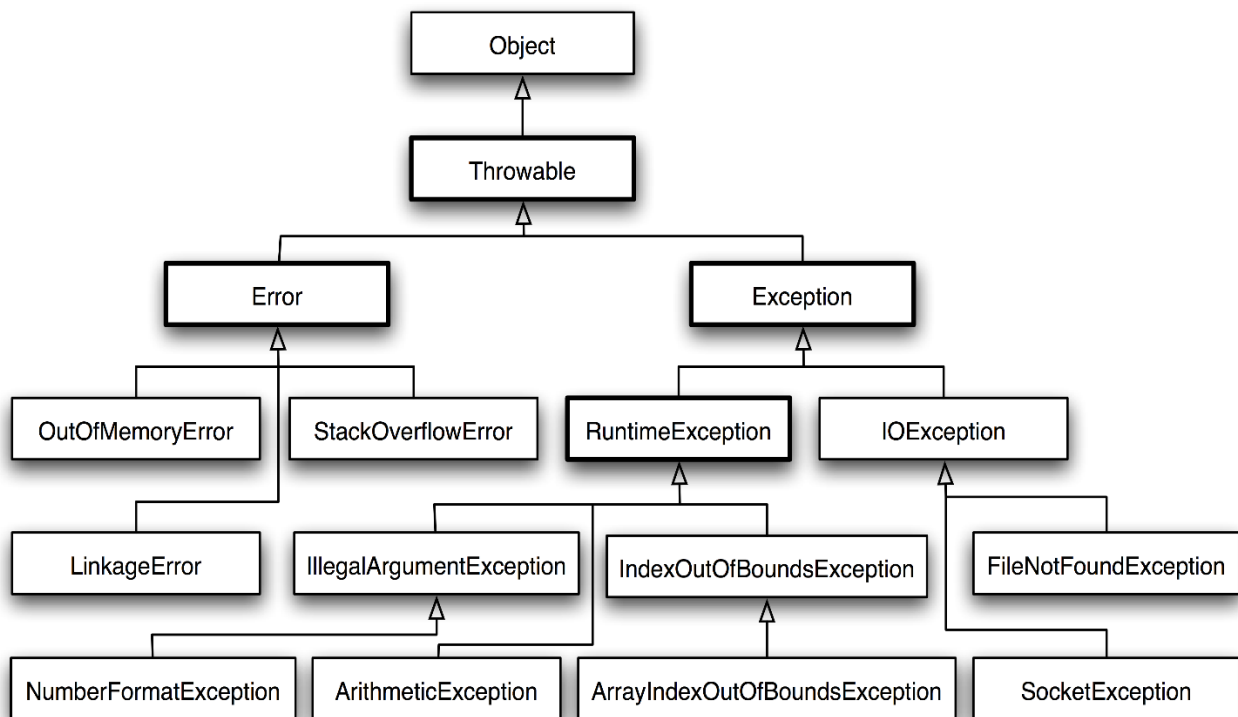 Object
Throwable
Error
Exception
OutOfMemoryError
StackOverflowError
RuntimeException
IOException
LinkageError
IllegalArgumentException
IndexOutOfBoundsException
FileNotFoundException
NumberFormatException
ArithmeticException
ArrayIndexOutOfBoundsException
SocketException